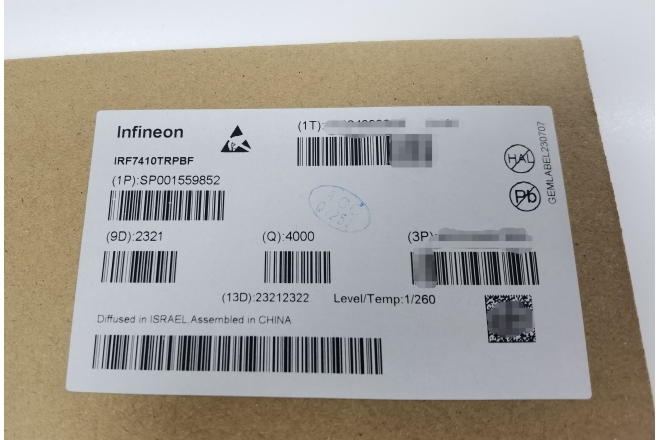 Infineon
(1T):
IRF7410TRPBF
(1P):SP001559852
HAL
Pb
GEMLABEL230707
(9D):2321
(Q):4000
(3P)
(13D):23212322
Level/Temp:1/260
Diffused in ISRAEL.Assembled in CHINA